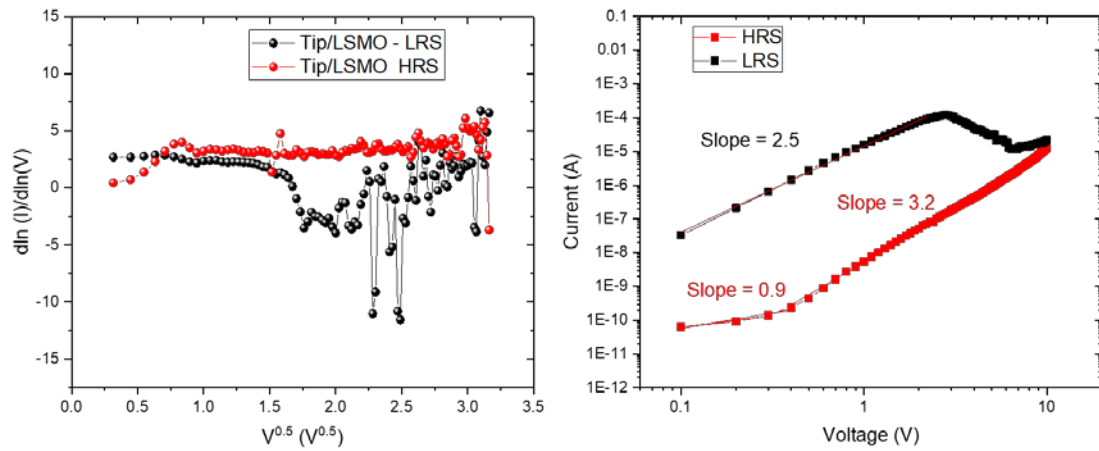 15
10
5
0
-5
-10
-15
0.0 0.5 1.0 1.5 2.0 2.5 3.0 3.5
dln (I)/dln(V)
V^0.5 (V^0.5)
Tip/LSMO - LRS
Tip/LSMO HRS
0.1
0.01
1E-3
1E-4
1E-5
1E-6
1E-7
1E-8
1E-9
1E-10
1E-11
1E-12
0.1 1 10
Current (A)
Voltage (V)
HRS
LRS
Slope = 2.5
Slope = 3.2
Slope = 0.9